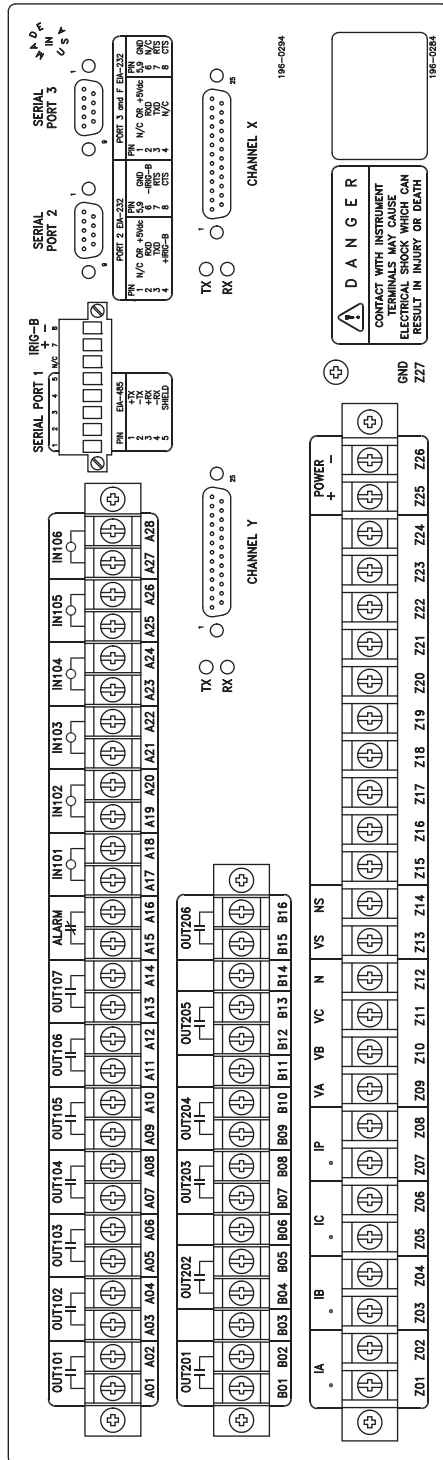 OUT101 OUT102 OUT103 OUT104 OUT105 OUT106 OUT107 ALARM IN101 IN102 IN103 IN104 IN105 IN106
A01 A02 A03 A04 A05 A06 A07 A08 A09 A10 A11 A12 A13 A14 A15 A16 A17 A18 A19 A20 A21 A22 A23 A24 A25 A26 A27 A28
SERIAL PORT 1 IRIG-B
+ -
1 2 3 4 5 N/C 7 8
PIN EIA-485
1 +TX
2 -TX
3 +RX
4 -RX
5 SHIELD
SERIAL
PORT 2
1
9
PORT 2 EIA-232
PIN PIN
1 N/C OR +5Vdc 5,9 GND
2 RXD 6 -IRIG-B
3 TXD 7 RTS
4 +IRIG-B 8 CTS
SERIAL
PORT 3
1
9
PORT 3 and F EIA-232
PIN PIN
1 N/C OR +5Vdc 5,9 GND
2 RXD 6 N/C
3 TXD 7 RTS
4 N/C 8 CTS
MADE
IN
USA
OUT201 OUT202 OUT203 OUT204 OUT205 OUT206
B01 B02 B03 B04 B05 B06 B07 B08 B09 B10 B11 B12 B13 B14 B15 B16
TX
RX
1
25
CHANNEL Y
TX
RX
1
25
CHANNEL X
196-0294
IA IB IC IP VA VB VC N VS NS POWER
+ -
Z01 Z02 Z03 Z04 Z05 Z06 Z07 Z08 Z09 Z10 Z11 Z12 Z13 Z14 Z15 Z16 Z17 Z18 Z19 Z20 Z21 Z22 Z23 Z24 Z25 Z26
GND
Z27
! DANGER
CONTACT WITH INSTRUMENT
TERMINALS MAY CAUSE
ELECTRICAL SHOCK WHICH CAN
RESULT IN INJURY OR DEATH
196-0284